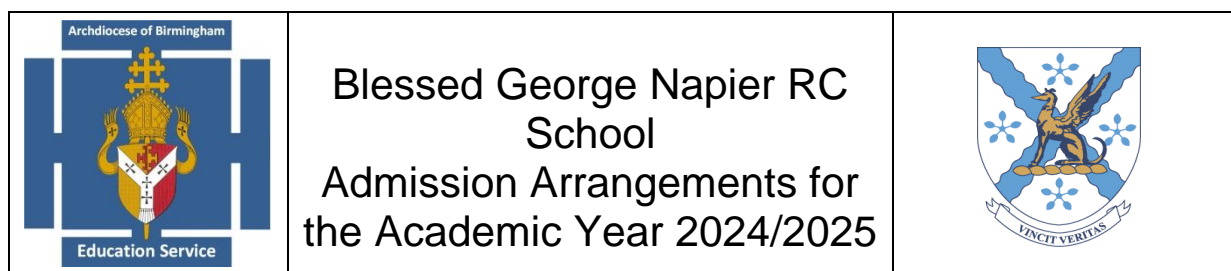 Archdiocese of Birmingham
Education Service
Blessed George Napier RC
School
Admission Arrangements for
the Academic Year 2024/2025
VINCIT VERITAS